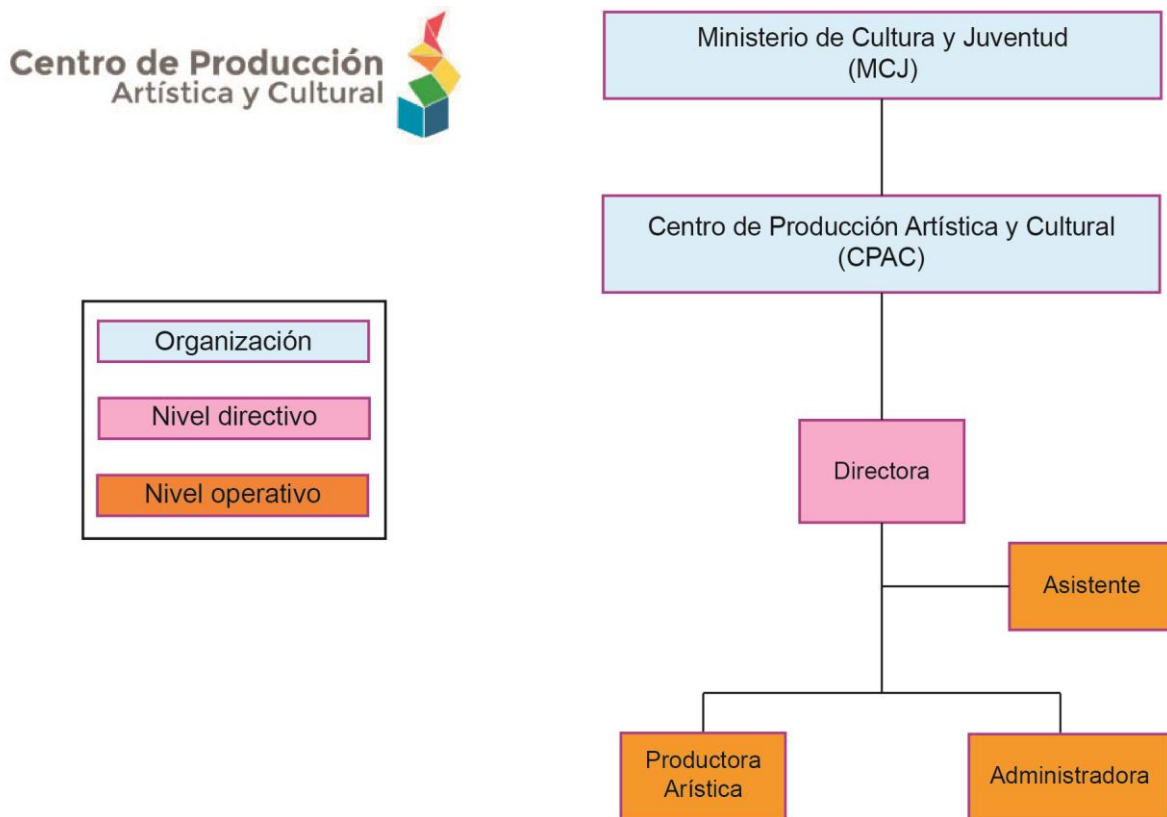 Centro de Producción
Artística y Cultural
Ministerio de Cultura y Juventud
(MCJ)
Centro de Producción Artística y Cultural
(CPAC)
Organización
Nivel directivo
Nivel operativo
Directora
Asistente
Productora
Arística
Administradora